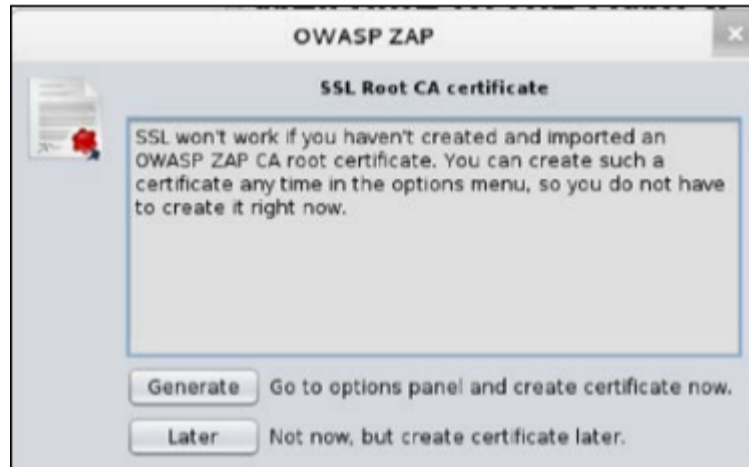 OWASP ZAP
SSL Root CA certificate
SSL won't work if you haven't created and imported an
OWASP ZAP CA root certificate. You can create such a
certificate any time in the options menu, so you do not have
to create it right now.
Generate Go to options panel and create certificate now.
Later Not now, but create certificate later.